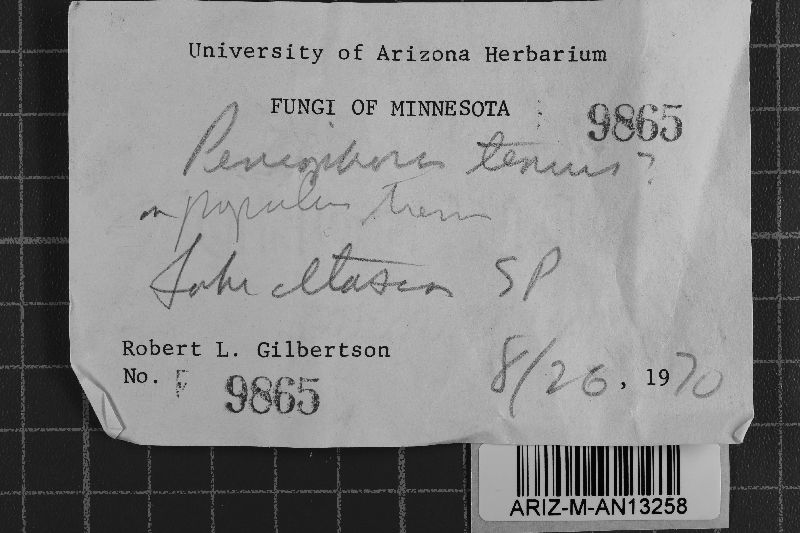 University of Arizona Herbarium
FUNGI OF MINNESOTA 9865
Peniophora tenuis?
on populus trem
Lake Itasca SP
Robert L. Gilbertson 8/26, 1970
No. 9865
ARIZ-M-AN13258